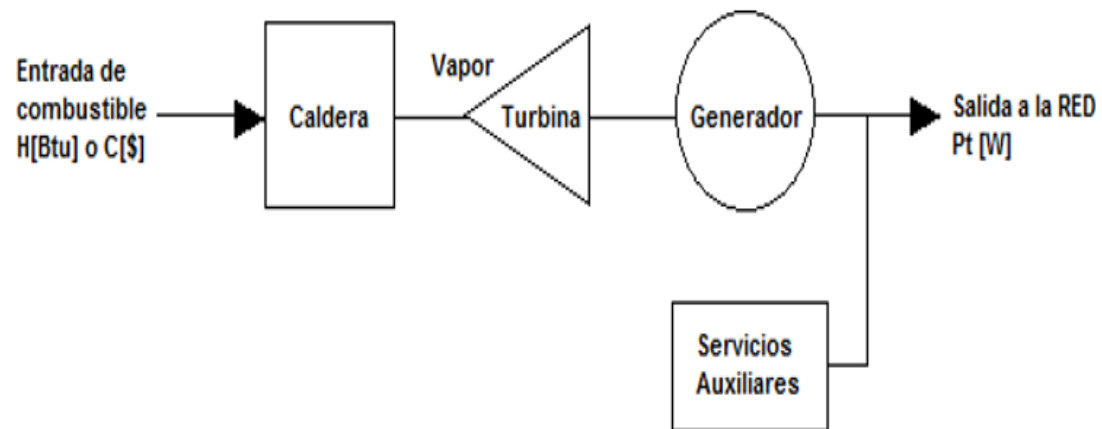 Entrada de
combustible
H[Btu] o C[$]
Caldera
Vapor
Turbina
Generador
Salida a la RED
Pt [W]
Servicios
Auxiliares